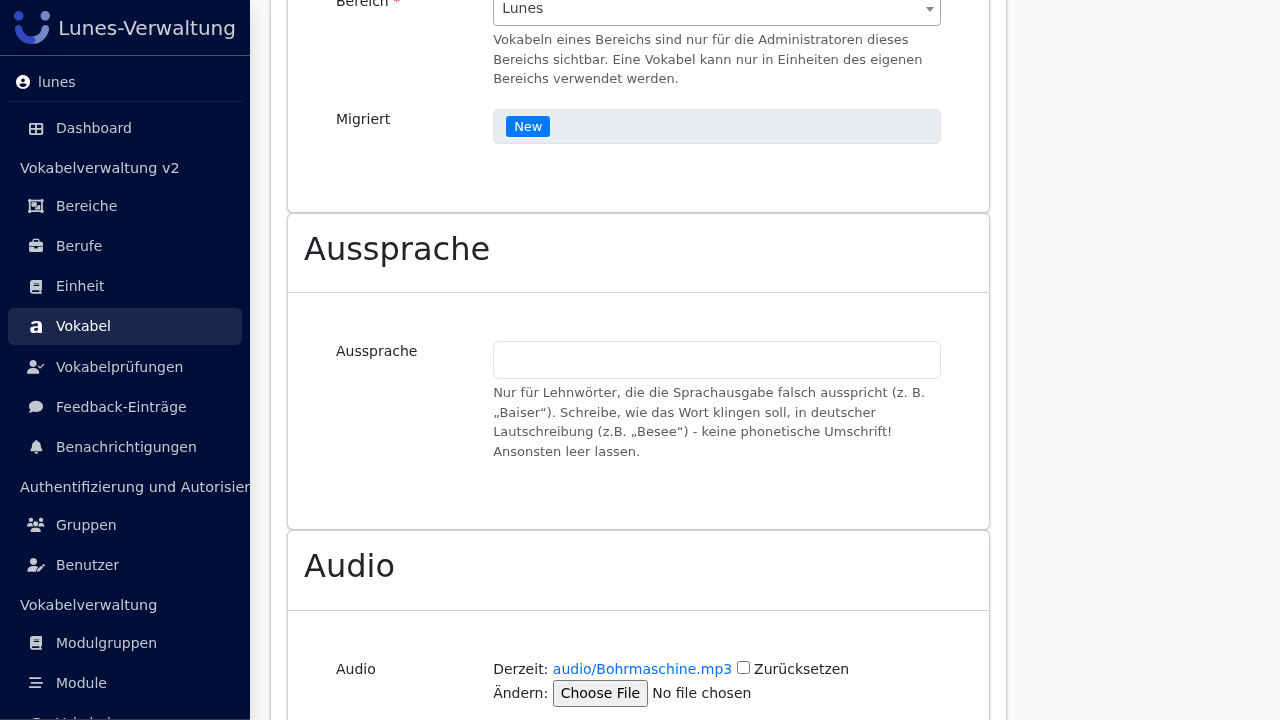 Lunes-Verwaltung
lunes
Dashboard
Vokabelverwaltung v2
Bereiche
Berufe
Einheit
Vokabel
Vokabelprüfungen
Feedback-Einträge
Benachrichtigungen
Authentifizierung und Autorisier
Gruppen
Benutzer
Vokabelverwaltung
Modulgruppen
Module
Bereich *
Lunes
Vokabeln eines Bereichs sind nur für die Administratoren dieses
Bereichs sichtbar. Eine Vokabel kann nur in Einheiten des eigenen
Bereichs verwendet werden.
Migriert
New
Aussprache
Aussprache
Nur für Lehnwörter, die die Sprachausgabe falsch ausspricht (z. B.
„Baiser“). Schreibe, wie das Wort klingen soll, in deutscher
Lautschreibung (z.B. „Besee“) - keine phonetische Umschrift!
Ansonsten leer lassen.
Audio
Audio
Derzeit: audio/Bohrmaschine.mp3 Zurücksetzen
Ändern: Choose File No file chosen